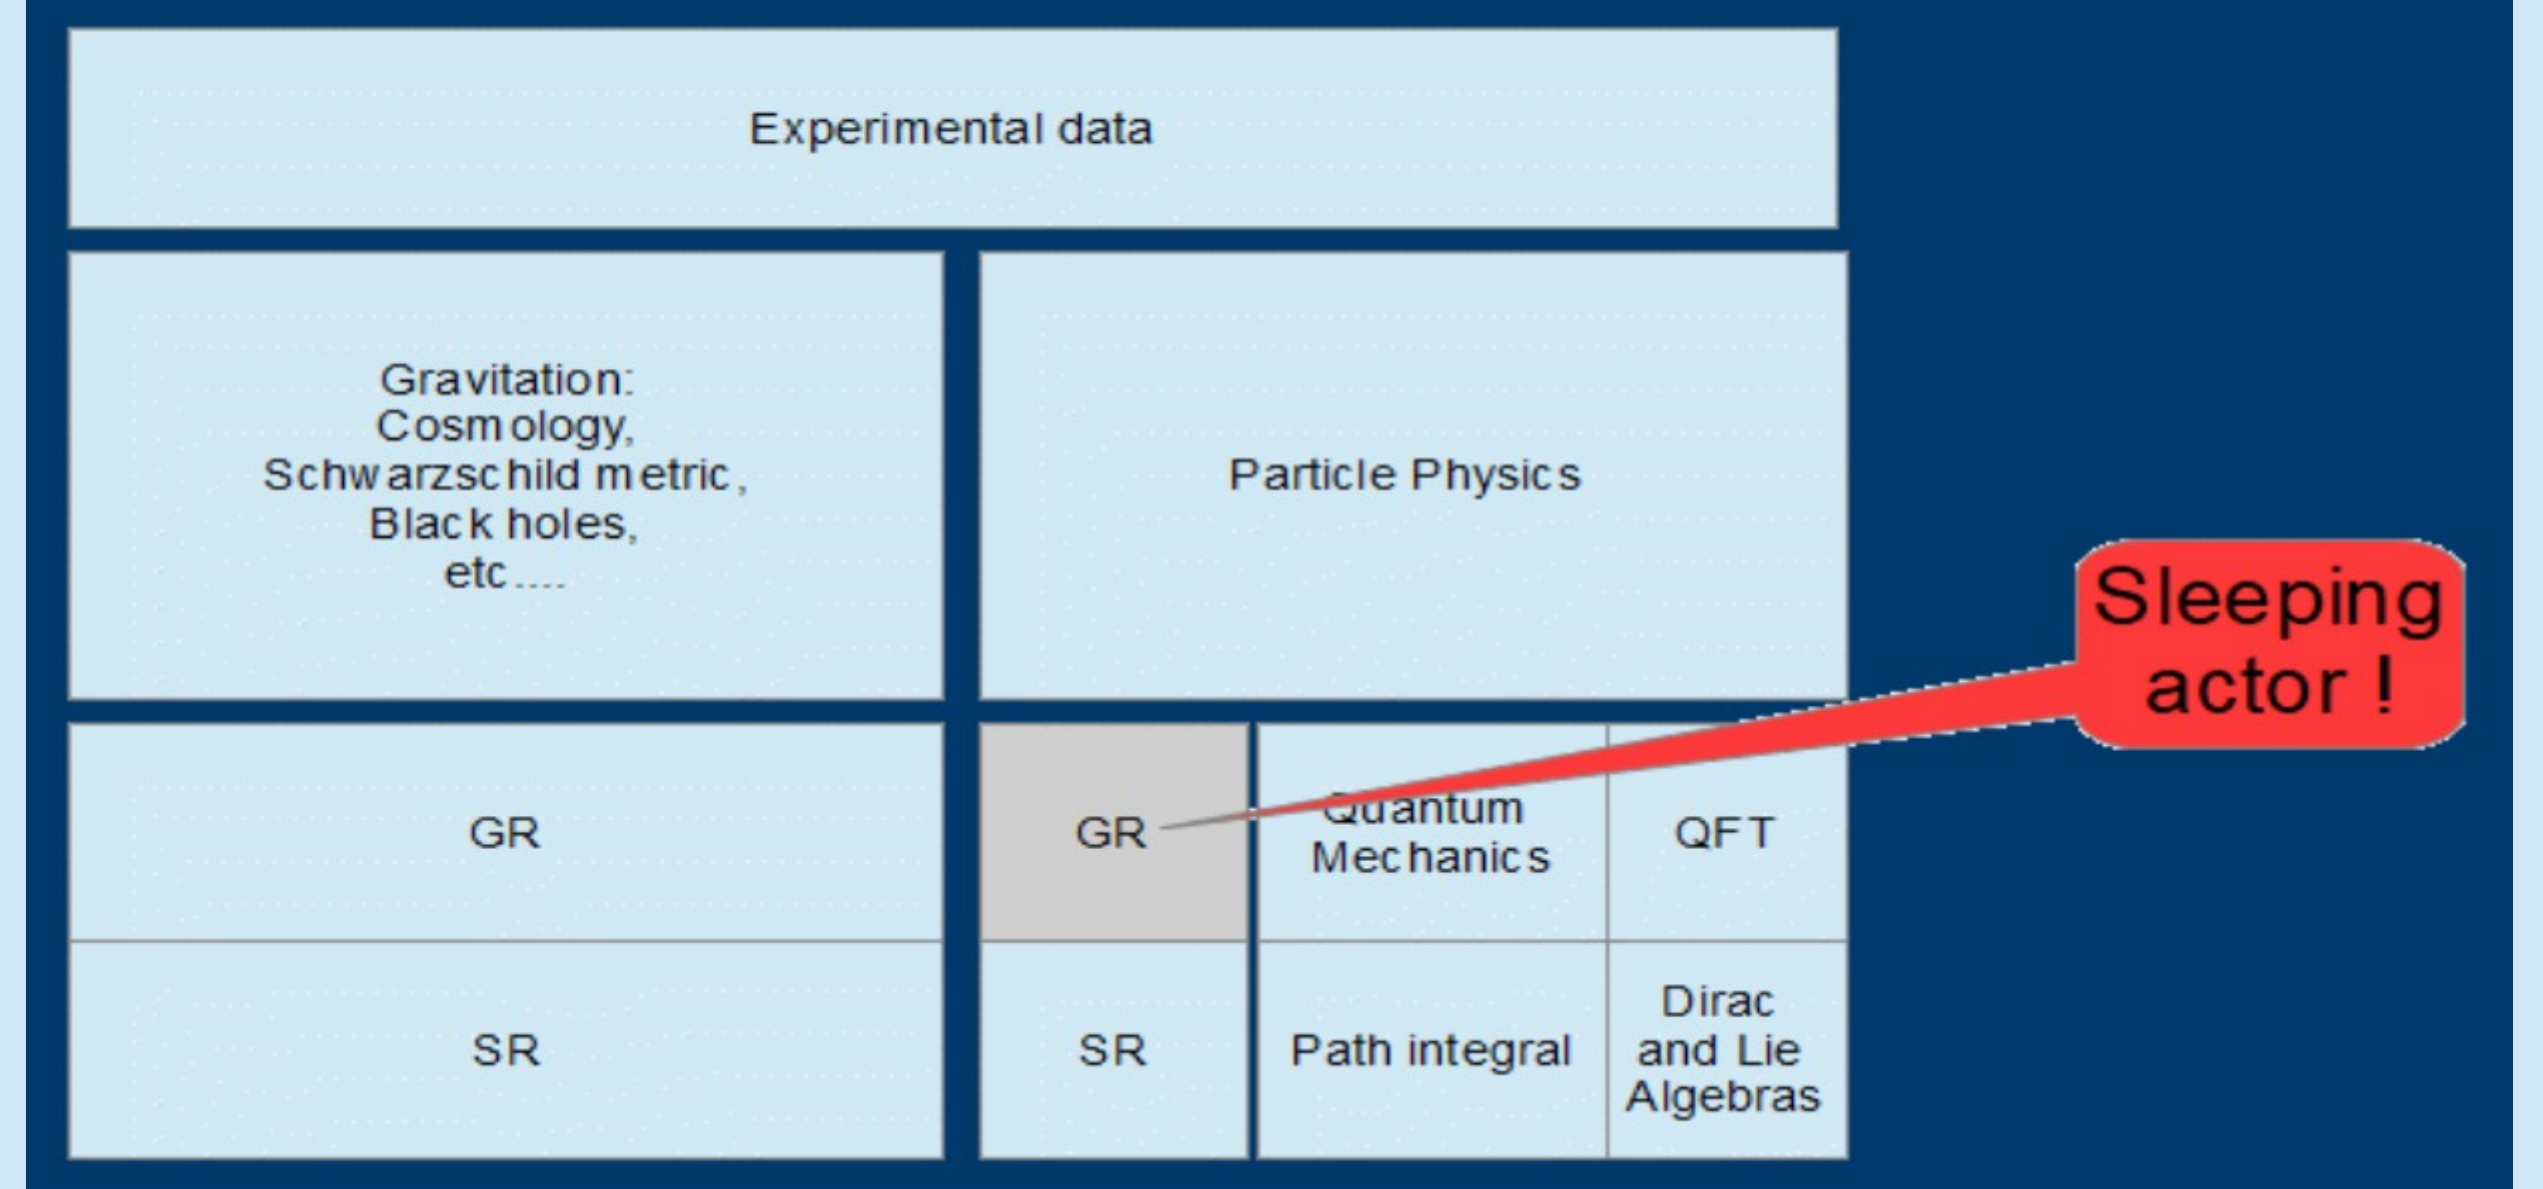 Experimental data
Gravitation:
Cosmology,
Schwarzschild metric,
Black holes,
etc....
Particle Physics
Sleeping
actor !
GR
GR
Quantum
Mechanics
QFT
SR
SR
Path integral
Dirac
and Lie
Algebras